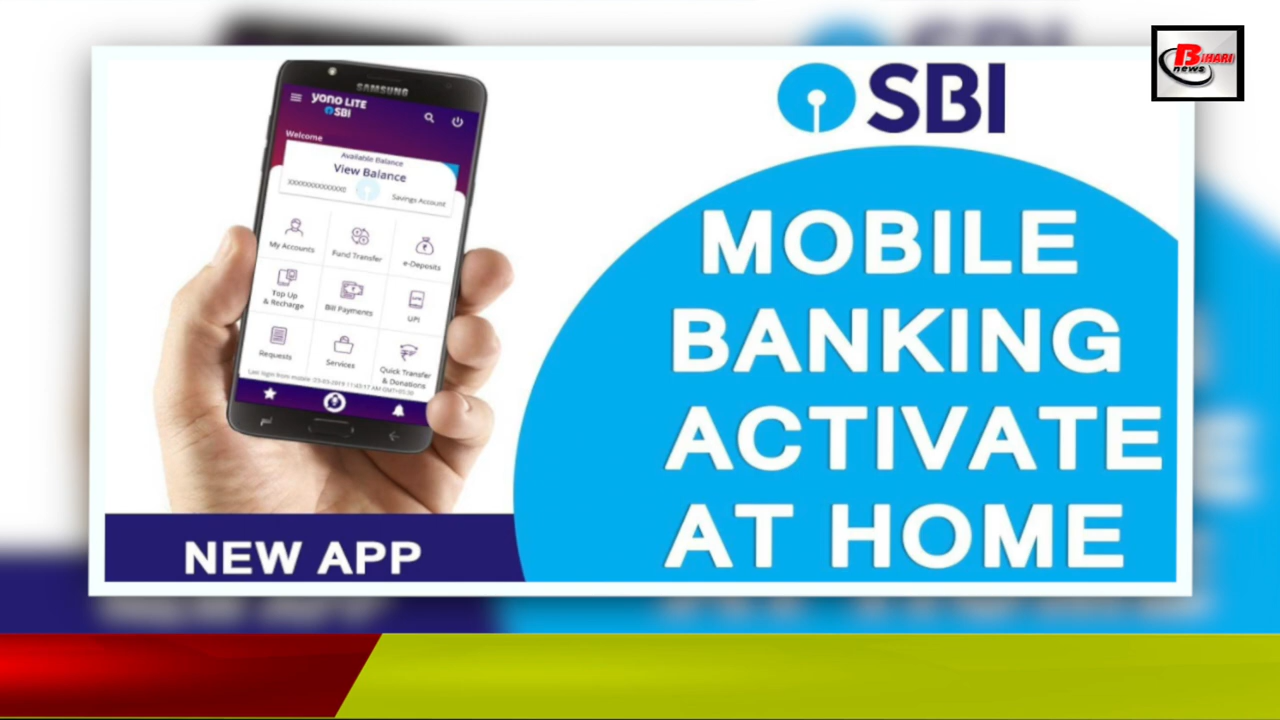 SAMSUNG
yono LITE
SBI
Welcome
Available Balance
View Balance
Savings Account
My Accounts
Fund Transfer
e-Deposits
Top Up
& Recharge
Bill Payments
UPI
Requests
Services
Quick Transfer
& Donations
NEW APP
SBI
MOBILE
BANKING
ACTIVATE
AT HOME
BIHARI
news